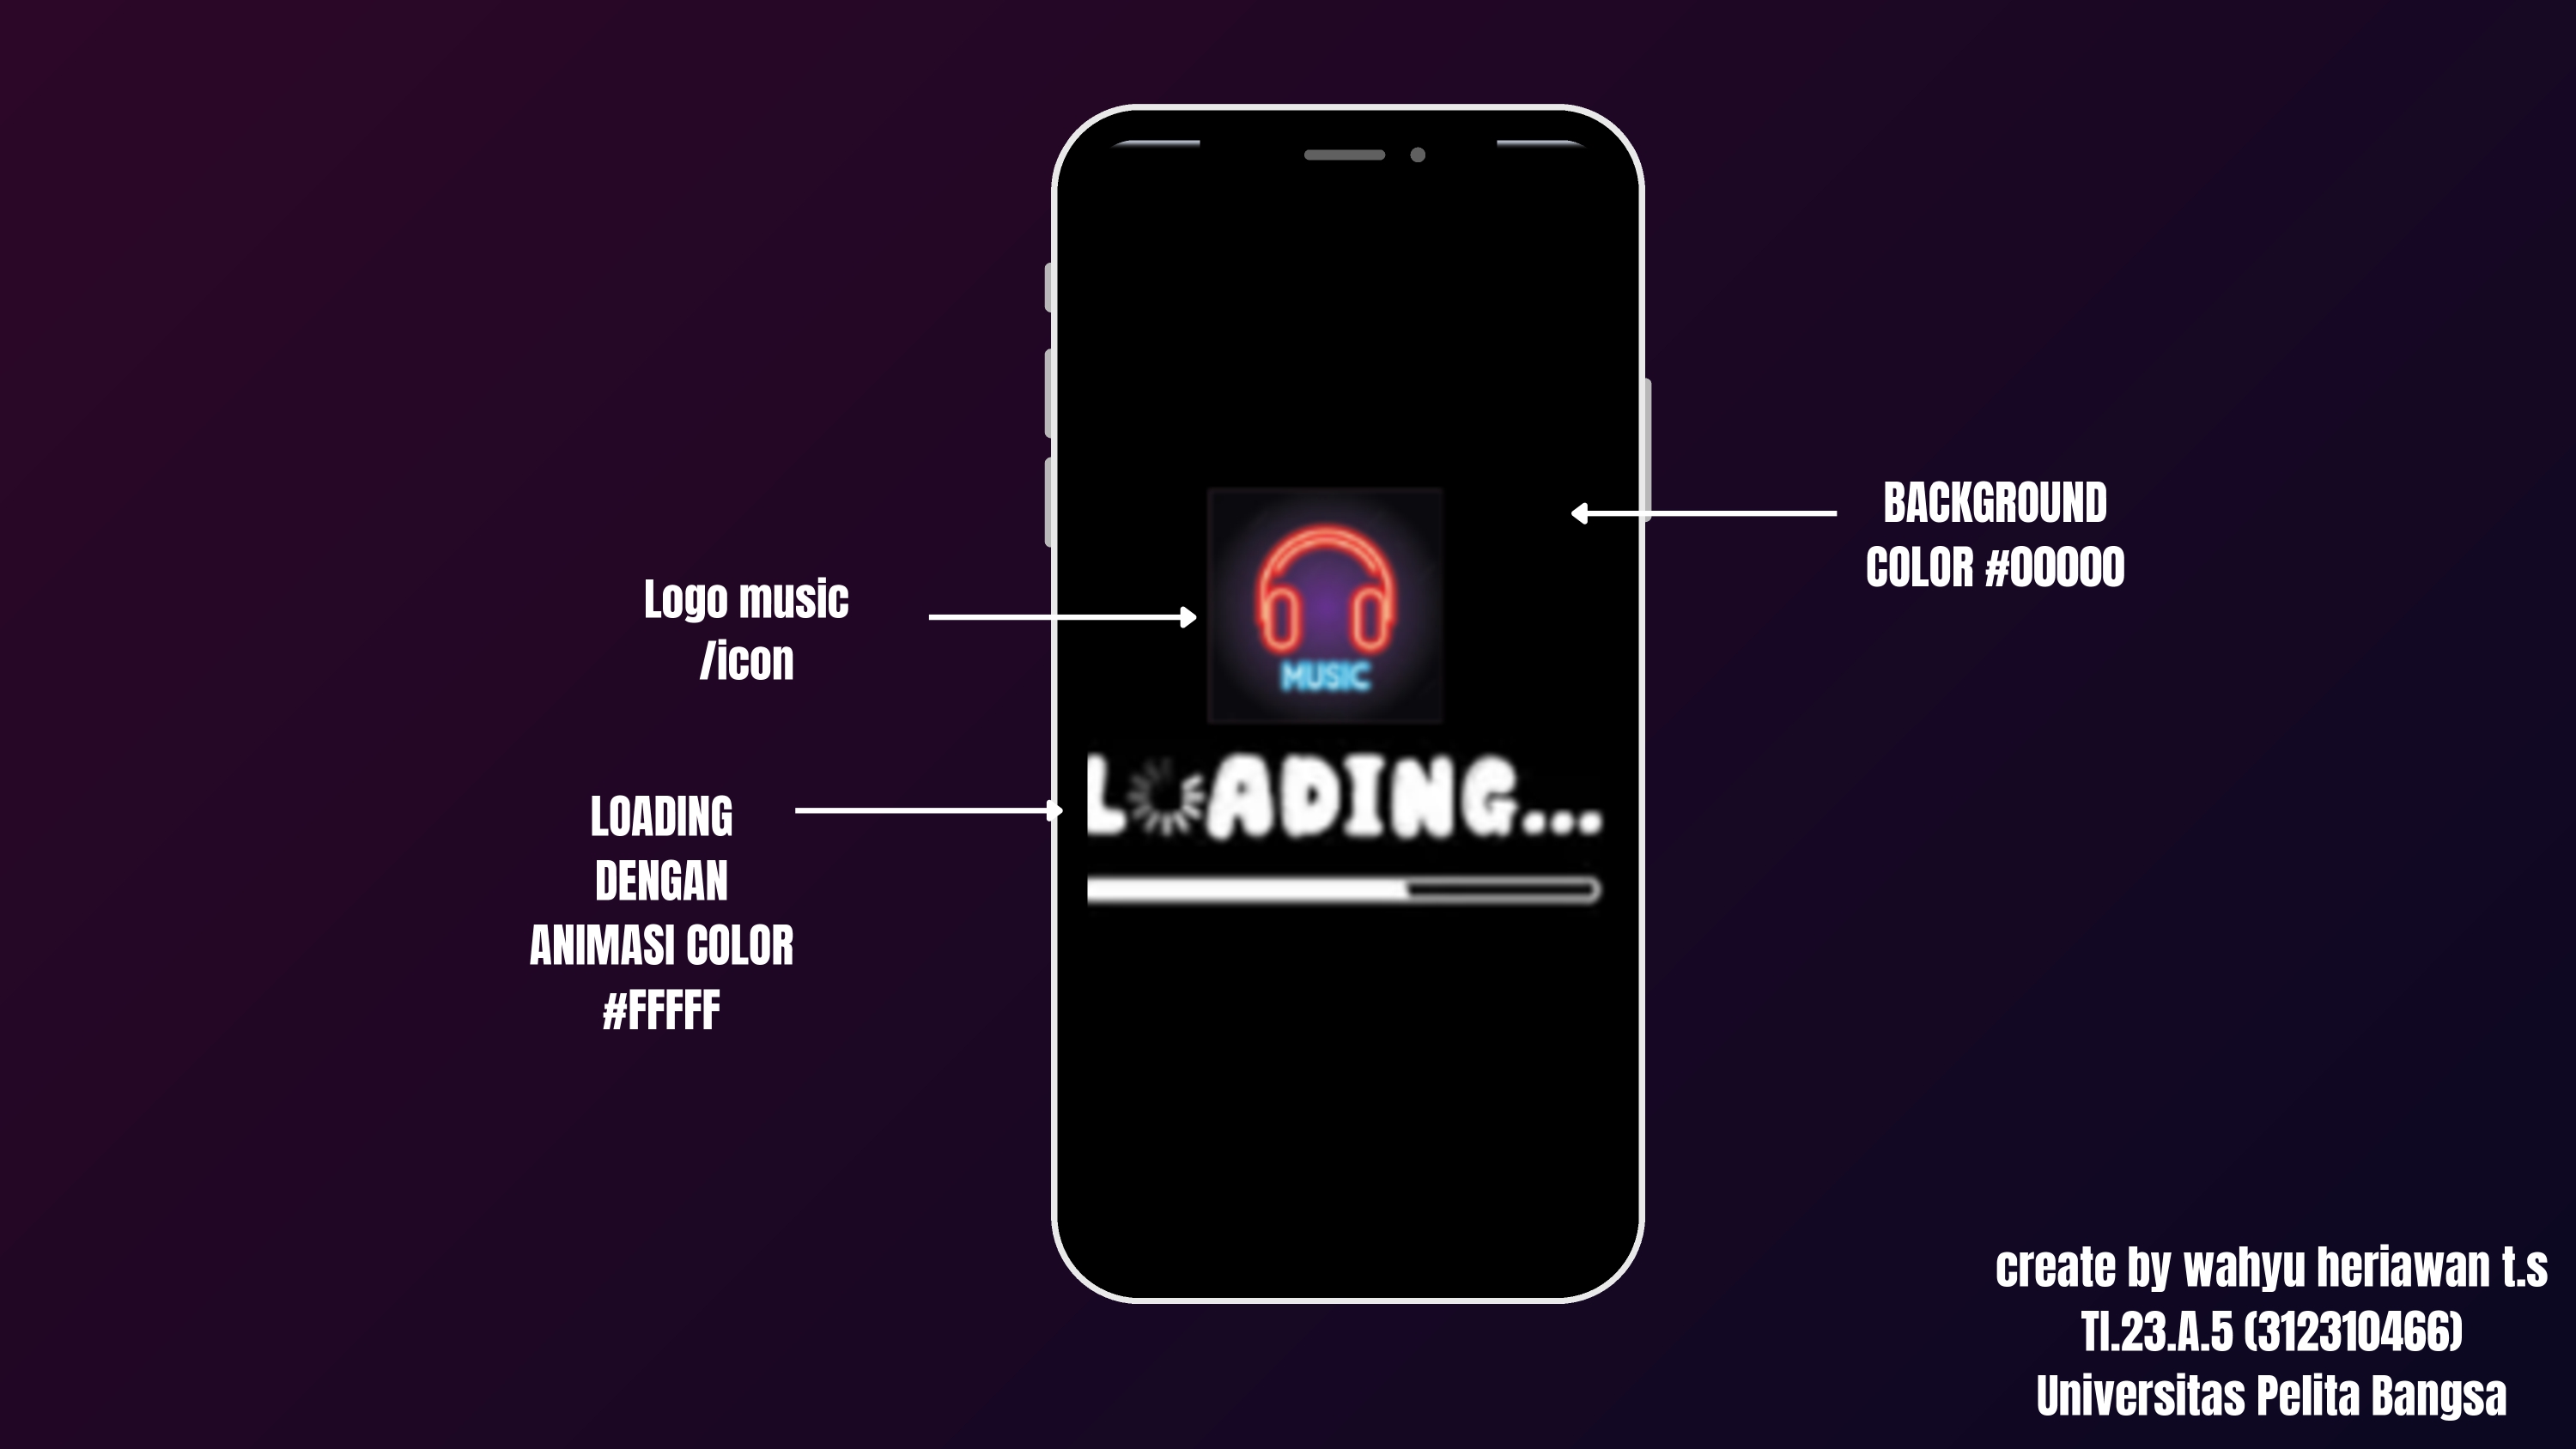 BACKGROUND
COLOR #00000
Logo music
/icon
MUSIC
LOADING...
LOADING
DENGAN
ANIMASI COLOR
#FFFFF
create by wahyu heriawan t.s
TI.23.A.5 (312310466)
Universitas Pelita Bangsa